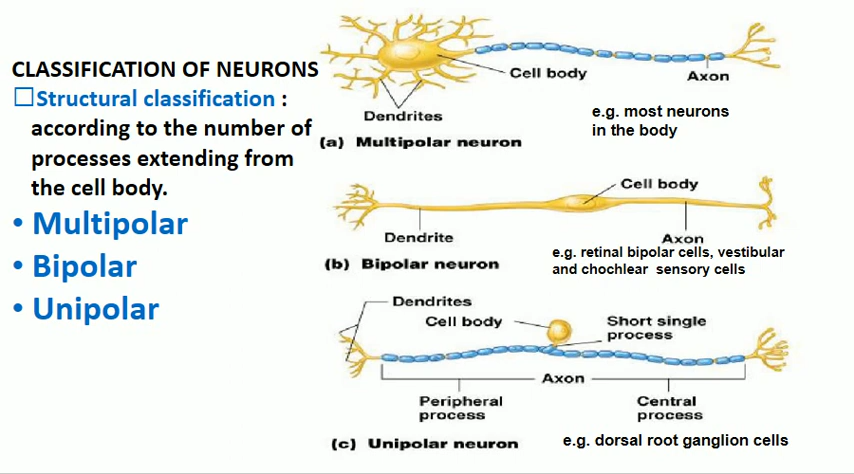 CLASSIFICATION OF NEURONS
☐Structural classification :
according to the number of
processes extending from
the cell body.
• Multipolar
• Bipolar
• Unipolar
Cell body
Axon
Dendrites
e.g. most neurons
in the body
(a) Multipolar neuron
Cell body
Dendrite
Axon
(b) Bipolar neuron
e.g. retinal bipolar cells, vestibular
and chochlear sensory cells
Dendrites
Cell body
Short single
process
Axon
Peripheral
process
Central
process
(c) Unipolar neuron
e.g. dorsal root ganglion cells